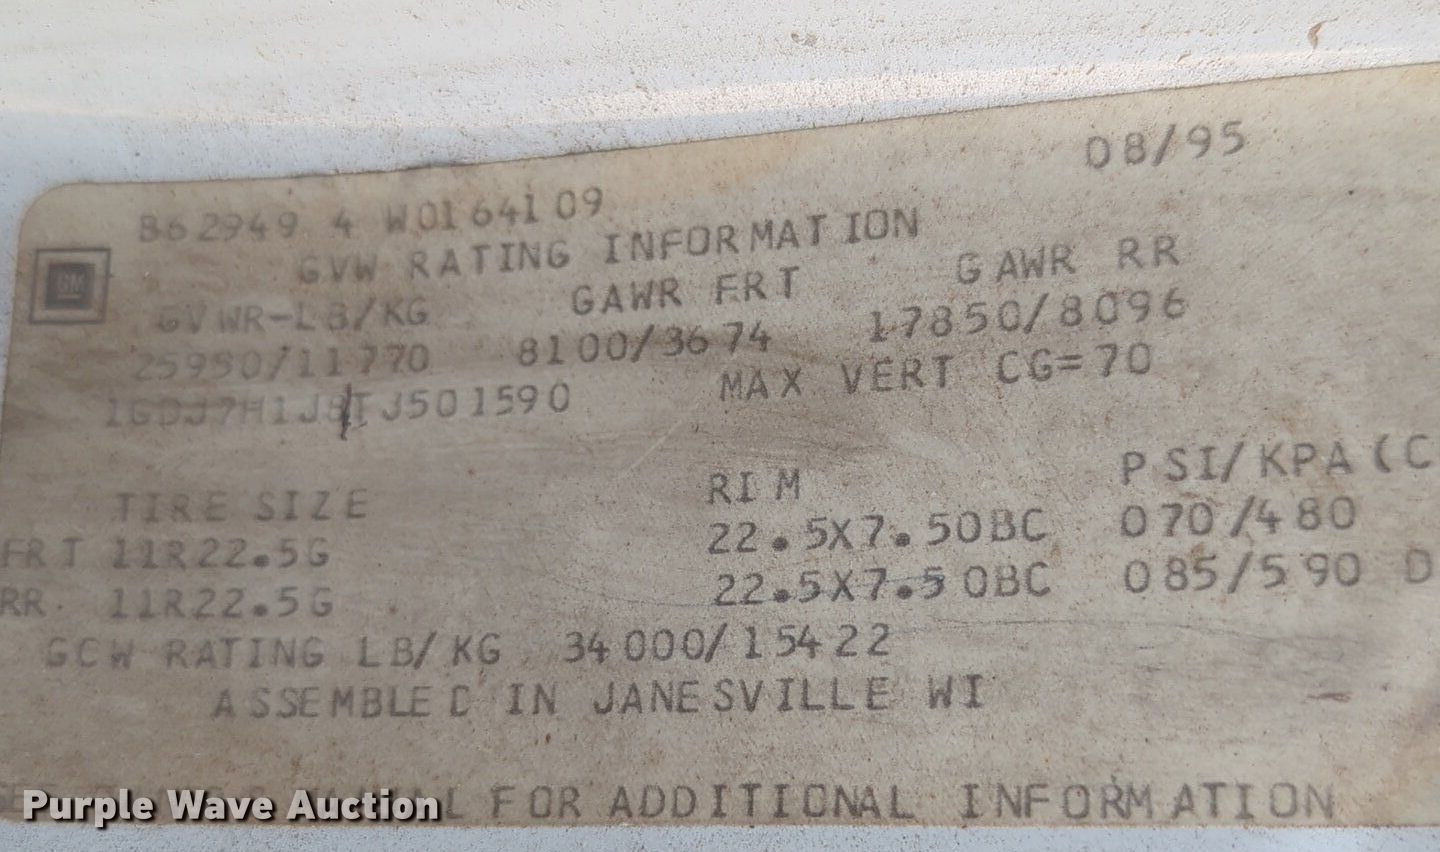 08/95
862949 4 W0164109
GVW RATING INFORMATION
GM
GVWR-LB/KG GAWR FRT GAWR RR
25950/11770 8100/3674 17850/8096
1GDJ7H1J8TJ501590 MAX VERT CG=70
TIRE SIZE RIM PSI/KPA(C
FRT 11R22.5G 22.5X7.50BC 070/480
RR 11R22.5G 22.5X7.50BC 085/590 D
GCW RATING LB/KG 34000/15422
ASSEMBLED IN JANESVILLE WI
FOR ADDITIONAL INFORMATION
Purple Wave Auction